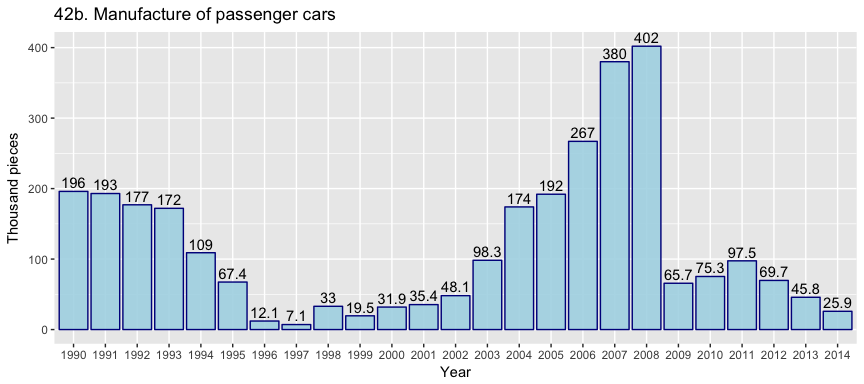 42b. Manufacture of passenger cars
Thousand pieces
400
300
200
100
0
196 193 177 172 109 67.4 12.1 7.1 33 19.5 31.9 35.4 48.1 98.3 174 192 267 380 402 65.7 75.3 97.5 69.7 45.8 25.9
1990 1991 1992 1993 1994 1995 1996 1997 1998 1999 2000 2001 2002 2003 2004 2005 2006 2007 2008 2009 2010 2011 2012 2013 2014
Year